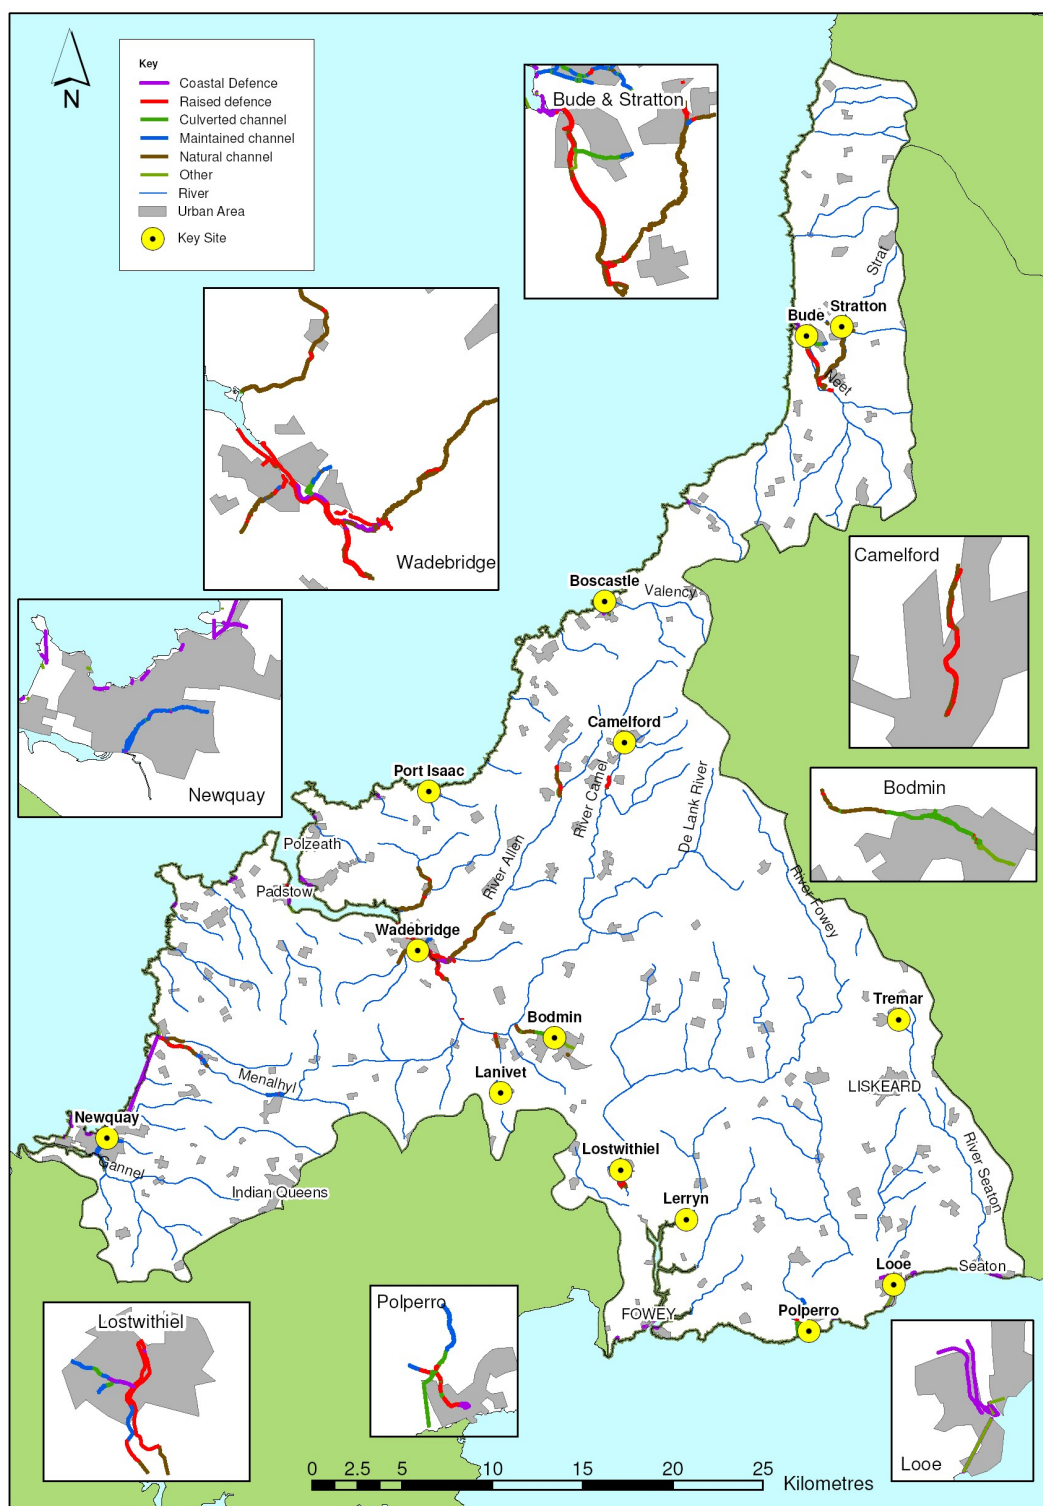 N
Key
Coastal Defence
Raised defence
Culverted channel
Maintained channel
Natural channel
Other
River
Urban Area
Key Site
Bude & Stratton
Strat
Bude
Stratton
Neet
Wadebridge
Camelford
Boscastle
Valency
Newquay
Camelford
Port Isaac
River Camel
De Lank River
Bodmin
Polzeath
River Allen
Padstow
River Fowey
Wadebridge
Tremar
Bodmin
Lanivet
Menalhyl
LISKEARD
Newquay
Gannel
Lostwithiel
River Seaton
Indian Queens
Lerryn
Looe
Seaton
Polperro
FOWEY
Polperro
Lostwithiel
Looe
0 2.5 5 10 15 20 25
Kilometres